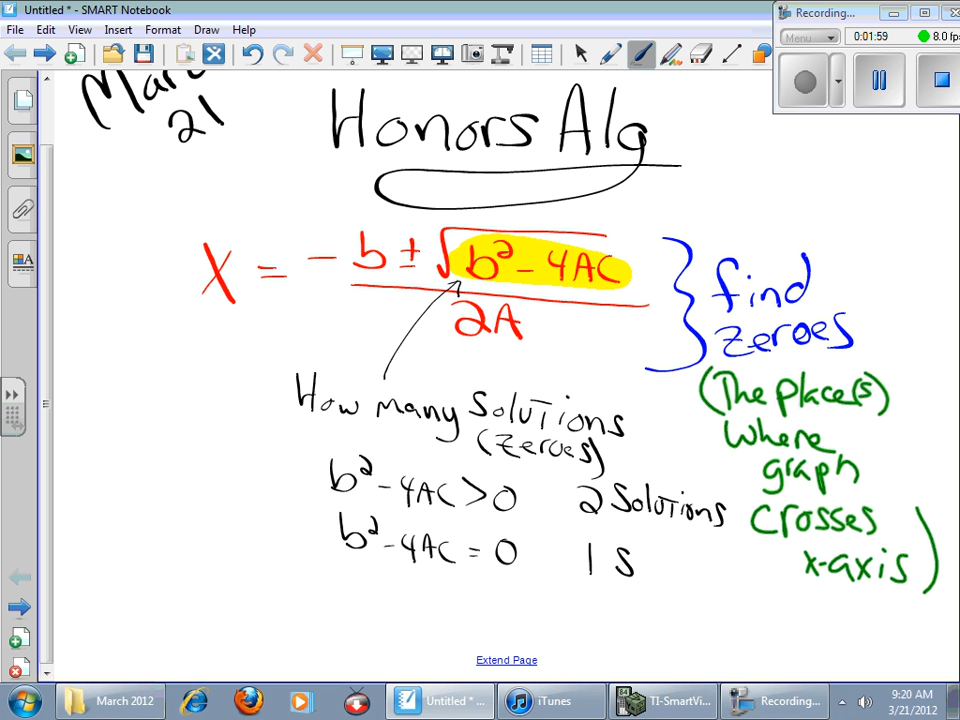 Untitled * - SMART Notebook
Recording...
File Edit View Insert Format Draw Help
Menu 0:01:59 8.0 fps
March
21
Honors Alg
X = -b ± √b² - 4AC
2A
find
zeroes
(The place(s)
where
graph
crosses
x-axis)
How many Solutions
(Zeroes)
b² - 4AC > 0 2 Solutions
b² - 4AC = 0 1 S
Extend Page
March 2012 Untitled * ... iTunes TI-SmartVi... Recording...
9:20 AM
3/21/2012